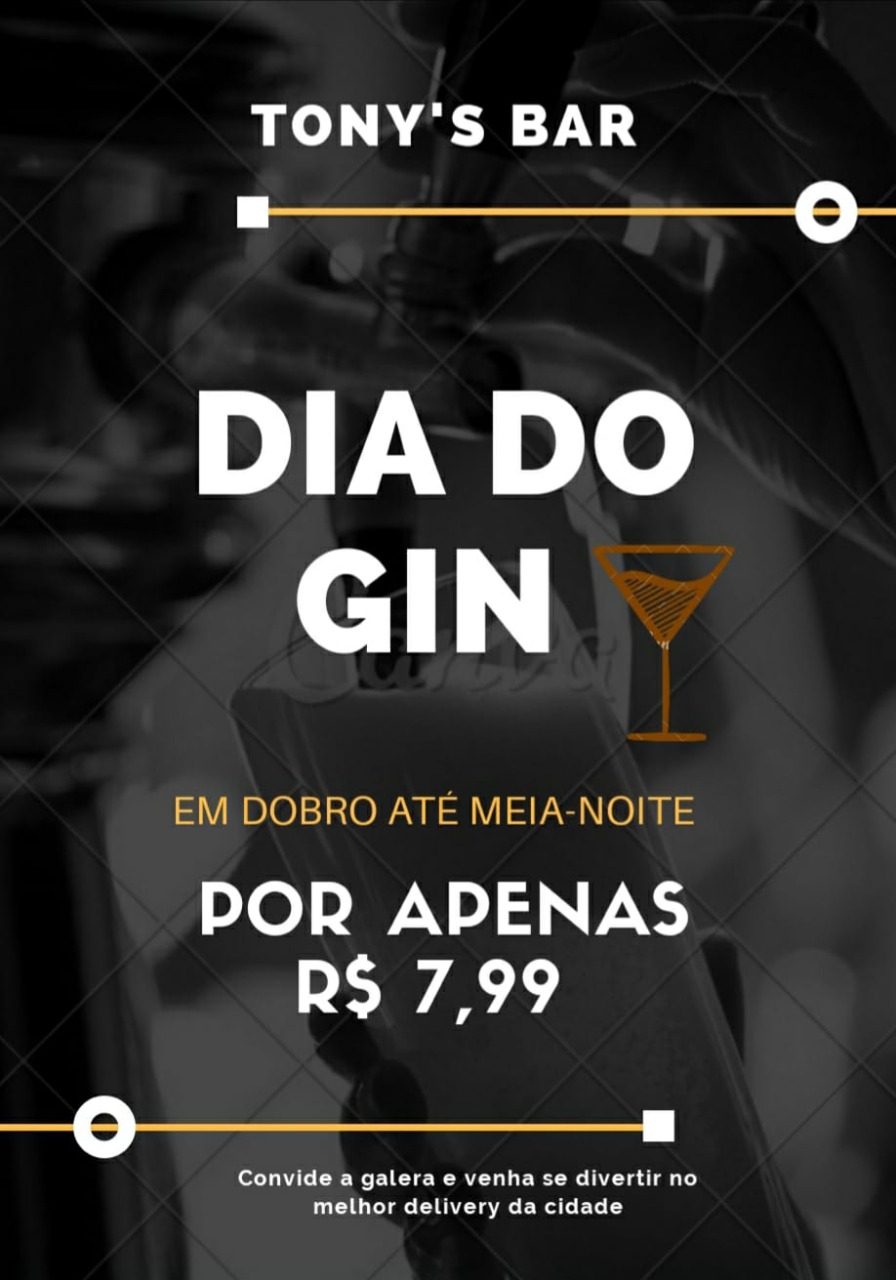 TONY'S BAR
DIA DO
GIN
Canva
EM DOBRO ATÉ MEIA-NOITE
POR APENAS
R$ 7,99
Convide a galera e venha se divertir no
melhor delivery da cidade